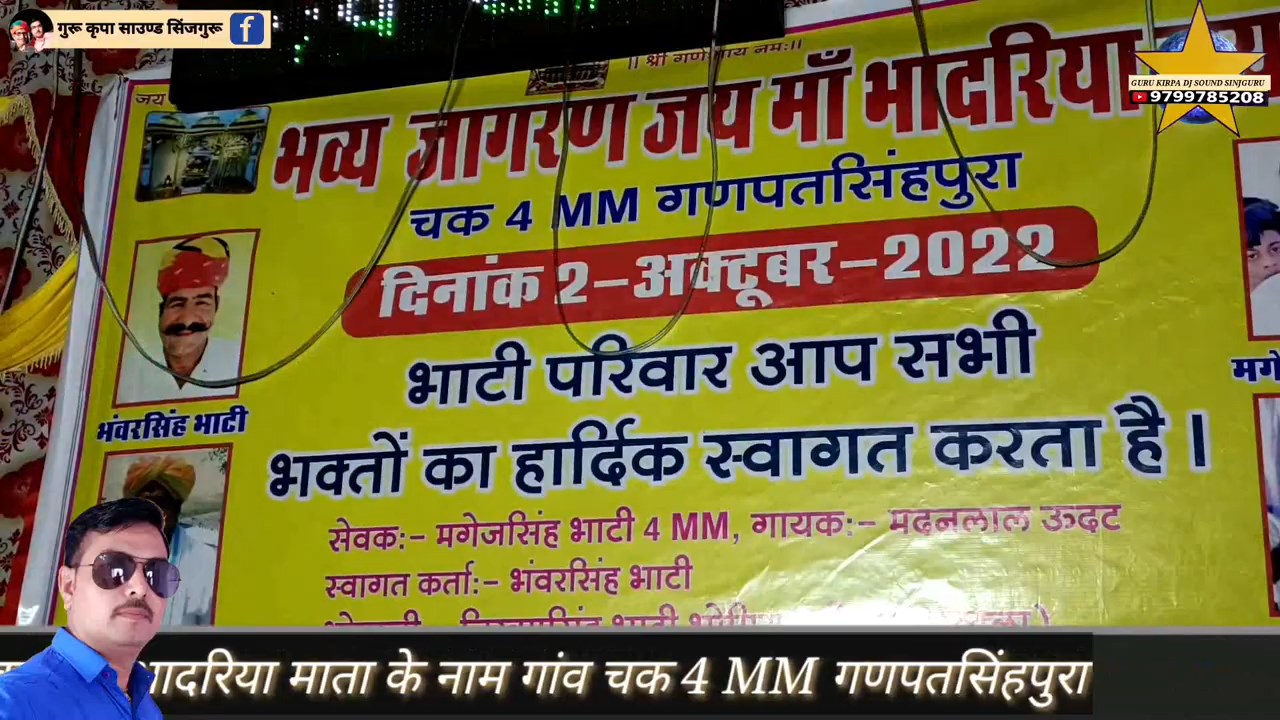 गुरू कृपा साउण्ड सिंजगुरू
GURU KIRPA DJ SOUND SINJGURU
9799785208
|| श्री गणेशाय नमः||
जय
भव्य जागरण जय माँ भादरिया
चक 4 MM गणपतसिंहपुरा
दिनांक 2-अक्टूबर-2022
भाटी परिवार आप सभी
भक्तों का हार्दिक स्वागत करता है।
भंवरसिंह भाटी
सेवकः- मगेजसिंह भाटी 4 MM, गायकः- मदनलाल ऊदट
स्वागत कर्ताः- भंवरसिंह भाटी
माता के नाम गांव चक 4 MM गणपतसिंहपुरा